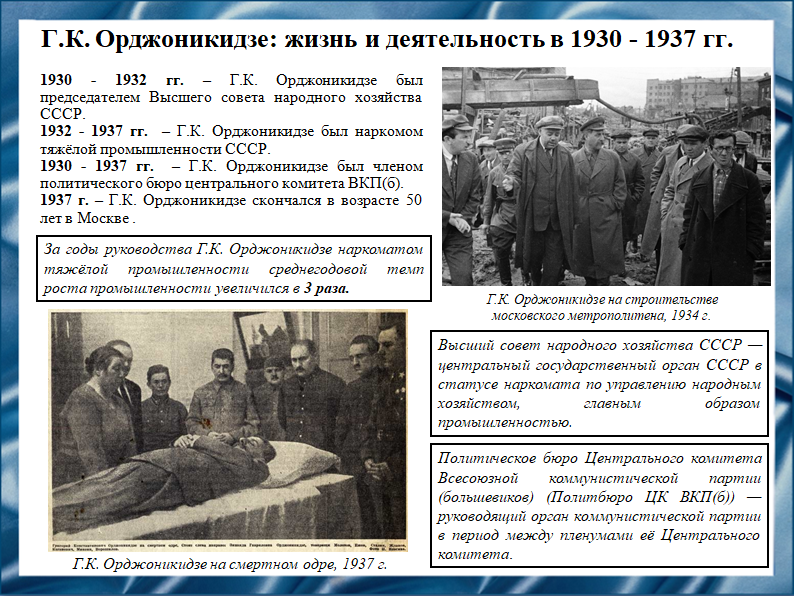 Г.К. Орджоникидзе: жизнь и деятельность в 1930 - 1937 гг.
1930 - 1932 гг. – Г.К. Орджоникидзе был
председателем Высшего совета народного хозяйства
СССР.
1932 - 1937 гг. – Г.К. Орджоникидзе был наркомом
тяжёлой промышленности СССР.
1930 - 1937 гг. – Г.К. Орджоникидзе был членом
политического бюро центрального комитета ВКП(б).
1937 г. – Г.К. Орджоникидзе скончался в возрасте 50
лет в Москве .
За годы руководства Г.К. Орджоникидзе наркоматом
тяжёлой промышленности среднегодовой темп
роста промышленности увеличился в 3 раза.
Г.К. Орджоникидзе на строительстве
московского метрополитена, 1934 г.
Высший совет народного хозяйства СССР —
центральный государственный орган СССР в
статусе наркомата по управлению народным
хозяйством, главным образом
промышленностью.
Политическое бюро Центрального комитета
Всесоюзной коммунистической партии
(большевиков) (Политбюро ЦК ВКП(б)) —
руководящий орган коммунистической партии
в период между пленумами её Центрального
комитета.
Г.К. Орджоникидзе на смертном одре, 1937 г.